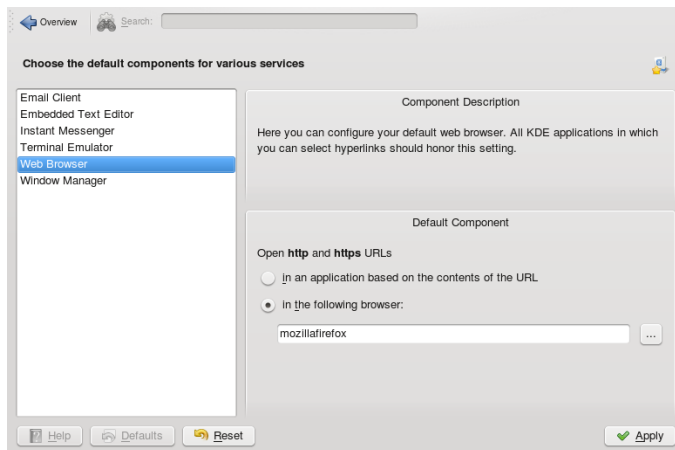 Overview
Search:
Choose the default components for various services
Email Client
Embedded Text Editor
Instant Messenger
Terminal Emulator
Web Browser
Window Manager
Component Description
Here you can configure your default web browser. All KDE applications in which
you can select hyperlinks should honor this setting.
Default Component
Open http and https URLs
in an application based on the contents of the URL
in the following browser:
mozillafirefox
...
Help
Defaults
Reset
Apply